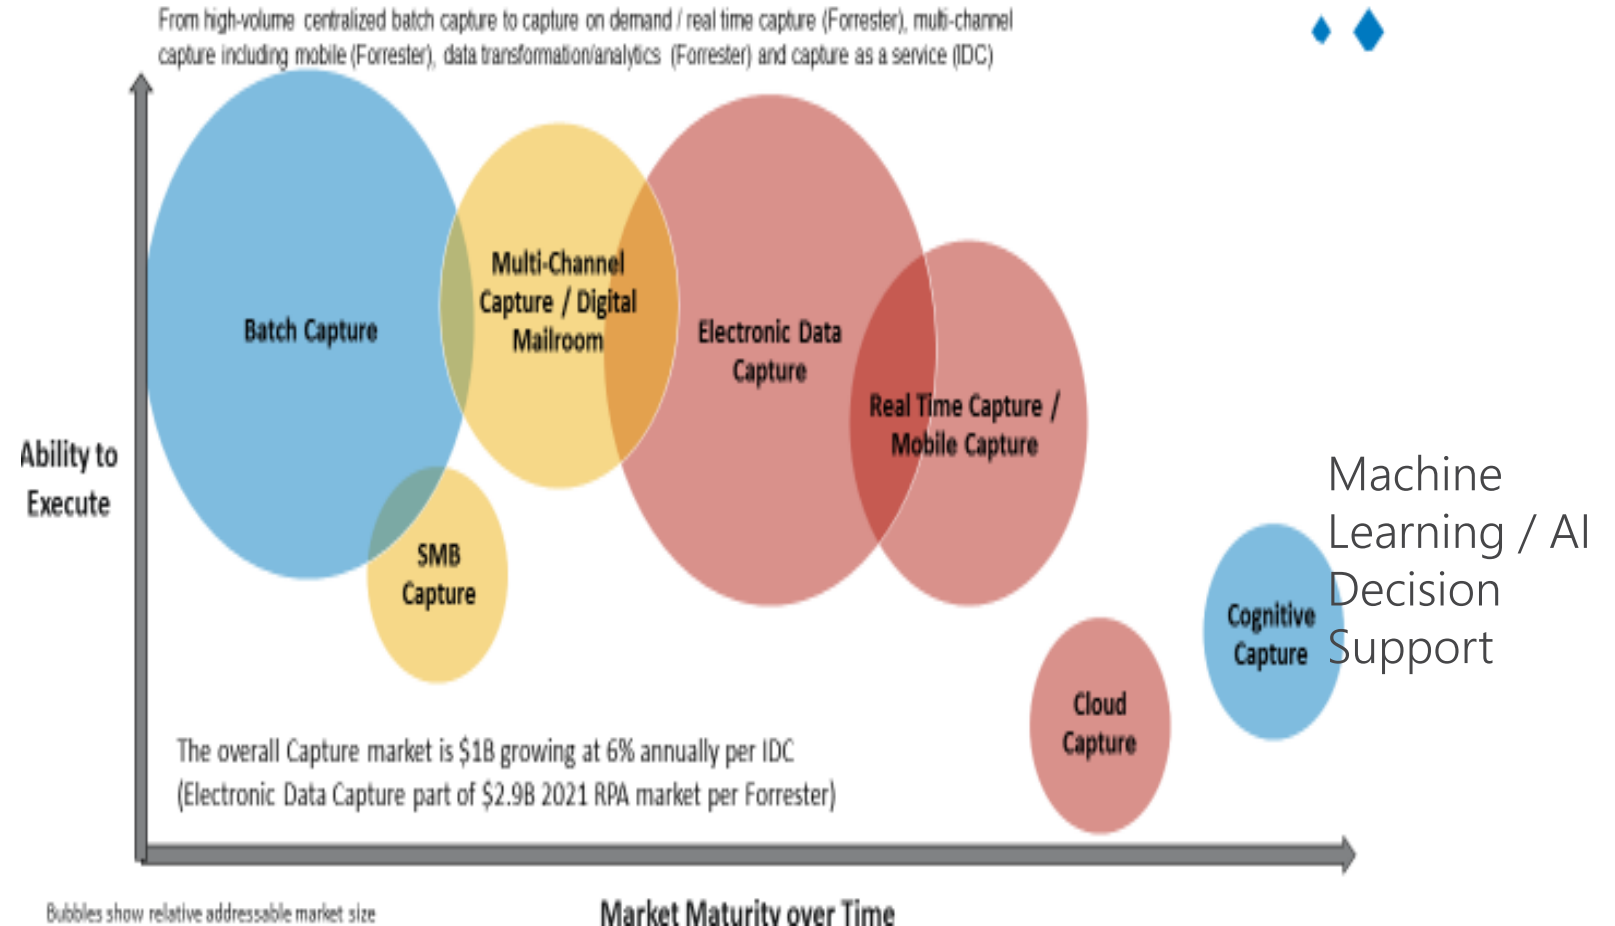 From high-volume centralized batch capture to capture on demand / real time capture (Forrester), multi-channel
capture including mobile (Forrester), data transformation/analytics (Forrester) and capture as a service (IDC)
Batch Capture
Multi-Channel
Capture / Digital
Mailroom
Electronic Data
Capture
Real Time Capture /
Mobile Capture
Ability to
Execute
SMB
Capture
Machine
Learning / AI
Decision
Support
Cognitive
Capture
Cloud
Capture
The overall Capture market is $1B growing at 6% annually per IDC
(Electronic Data Capture part of $2.9B 2021 RPA market per Forrester)
Bubbles show relative addressable market size
Market Maturity over Time